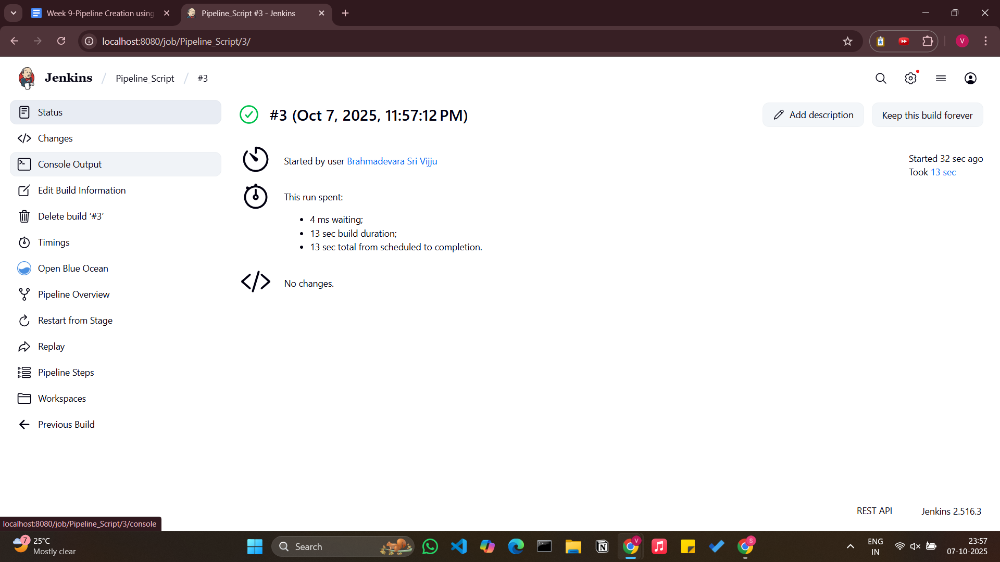 Week 9-Pipeline Creation using
Pipeline_Script #3 - Jenkins
localhost:8080/job/Pipeline_Script/3/
V
Jenkins / Pipeline_Script / #3
Status
Changes
Console Output
Edit Build Information
Delete build ‘#3’
Timings
Open Blue Ocean
Pipeline Overview
Restart from Stage
Replay
Pipeline Steps
Workspaces
Previous Build
#3 (Oct 7, 2025, 11:57:12 PM)
Add description
Keep this build forever
Started by user Brahmadevara Sri Vijju
Started 32 sec ago
Took 13 sec
This run spent:
• 4 ms waiting;
• 13 sec build duration;
• 13 sec total from scheduled to completion.
No changes.
REST API
Jenkins 2.516.3
localhost:8080/job/Pipeline_Script/3/console
7
25°C
Mostly clear
Search
V
S
ENG
IN
23:57
07-10-2025